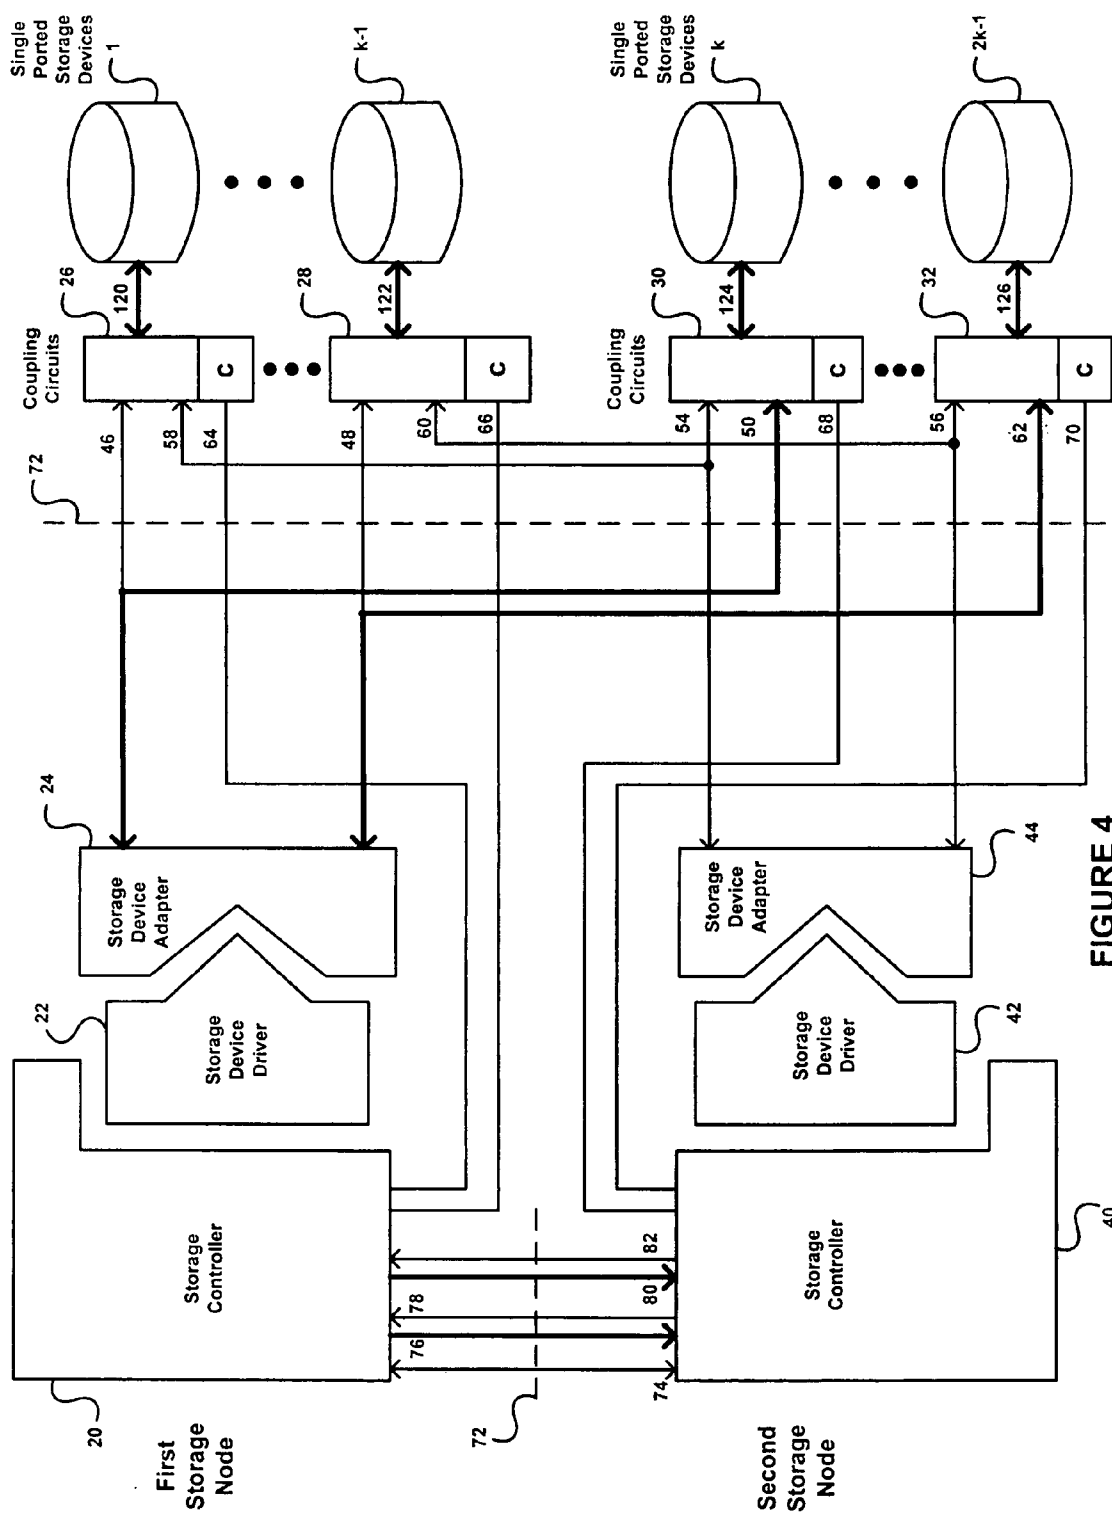 First
Storage
Node
20
Storage
Controller
22
Storage
Device
Driver
24
Storage
Device
Adapter
72
46
58
64
48
60
66
Coupling
Circuits
26
C
28
C
120
122
Single
Ported
Storage
Devices
1
k-1
72
74
76
78
80
82
Second
Storage
Node
Storage
Controller
40
Storage
Device
Driver
42
Storage
Device
Adapter
44
54
50
68
56
62
70
Coupling
Circuits
30
C
32
C
124
126
Single
Ported
Storage
Devices
k
2k-1
FIGURE 4